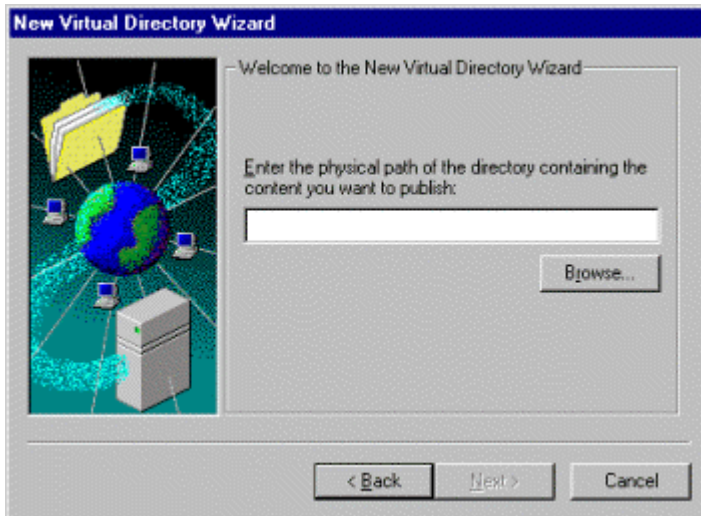 New Virtual Directory Wizard
Welcome to the New Virtual Directory Wizard
Enter the physical path of the directory containing the
content you want to publish:
Browse...
< Back Next > Cancel